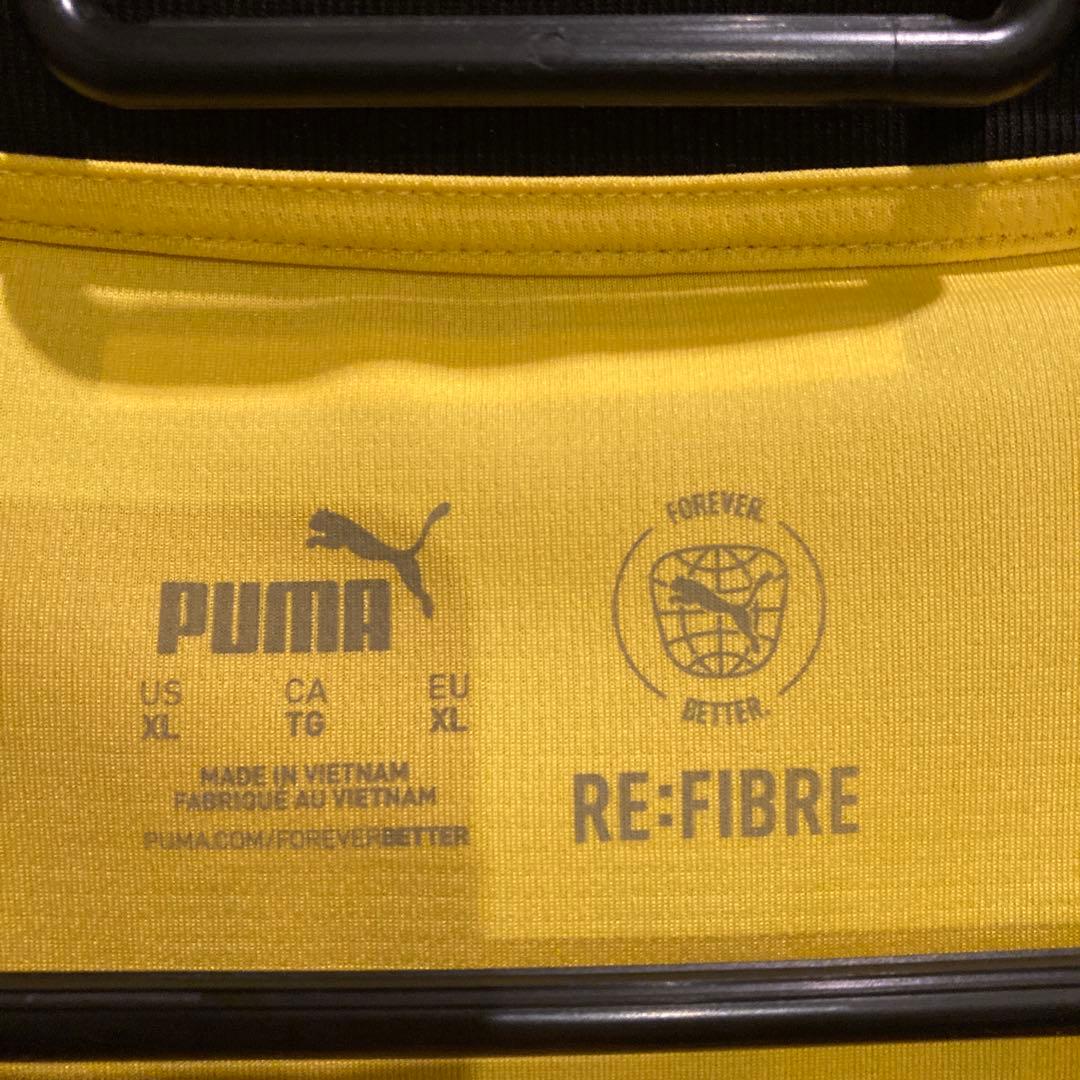 PUMA
US CA EU
XL TG XL
MADE IN VIETNAM
FABRIQUÉ AU VIETNAM
PUMA.COM/FOREVERBETTER
FOREVER.
BETTER.
RE:FIBRE